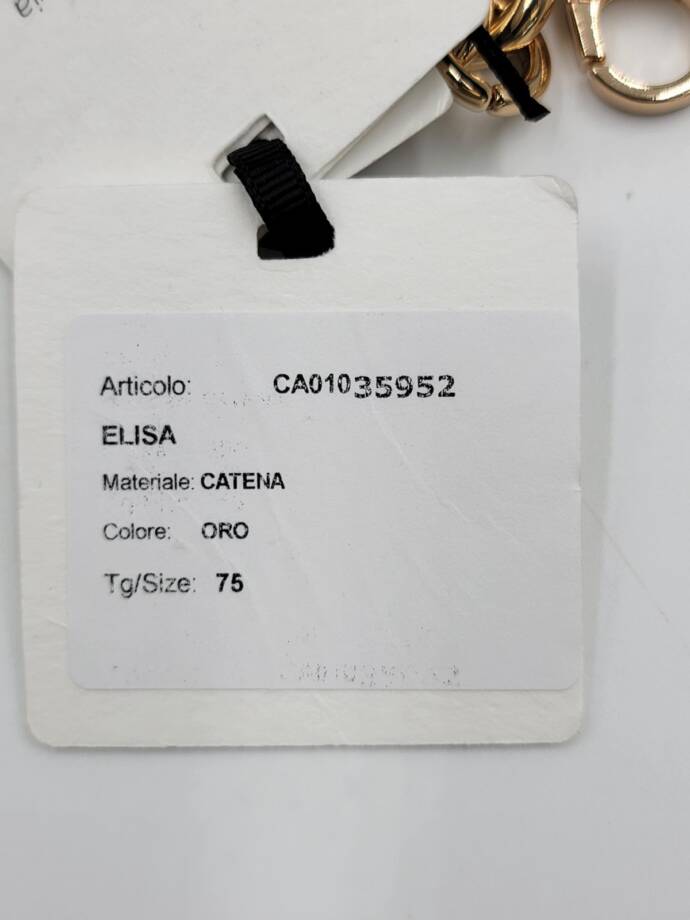 Articolo: CA01035952
ELISA
Materiale: CATENA
Colore: ORO
Tg/Size: 75